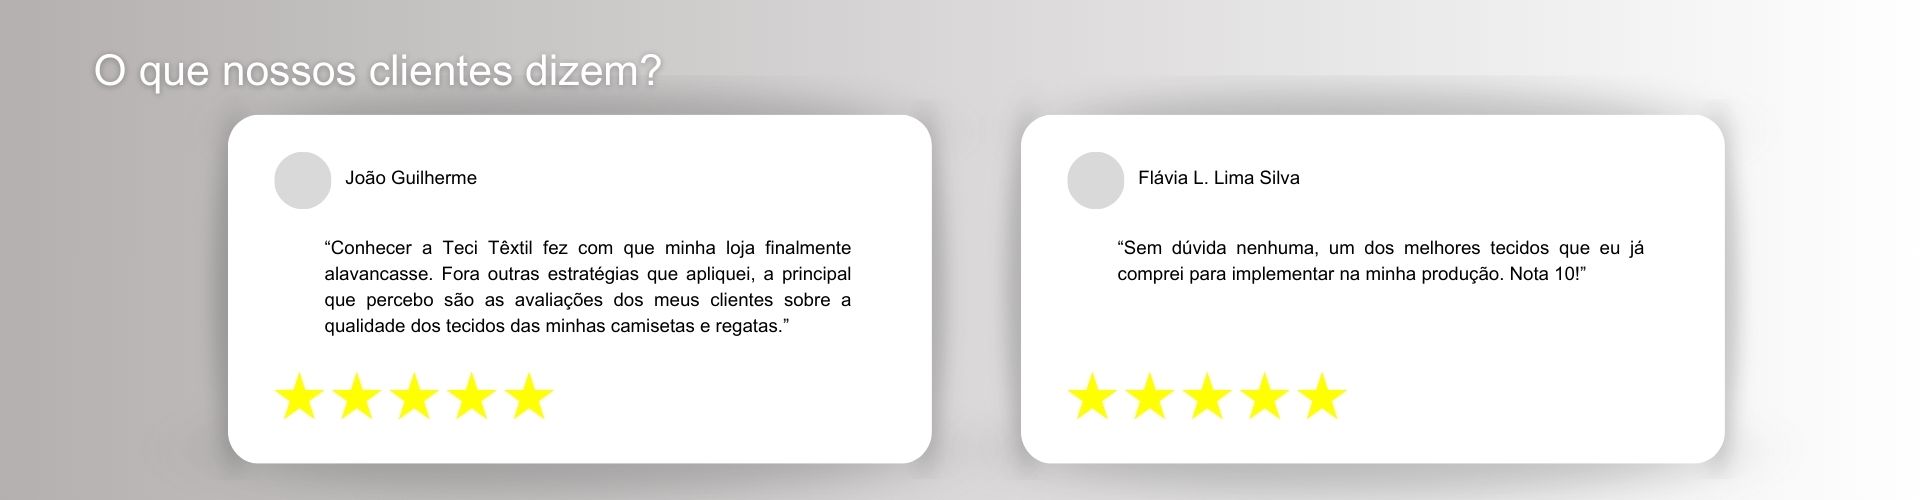 O que nossos clientes dizem?
João Guilherme
“Conhecer a Teci Têxtil fez com que minha loja finalmente
alavancasse. Fora outras estratégias que apliquei, a principal
que percebo são as avaliações dos meus clientes sobre a
qualidade dos tecidos das minhas camisetas e regatas.”
Flávia L. Lima Silva
“Sem dúvida nenhuma, um dos melhores tecidos que eu já
comprei para implementar na minha produção. Nota 10!”